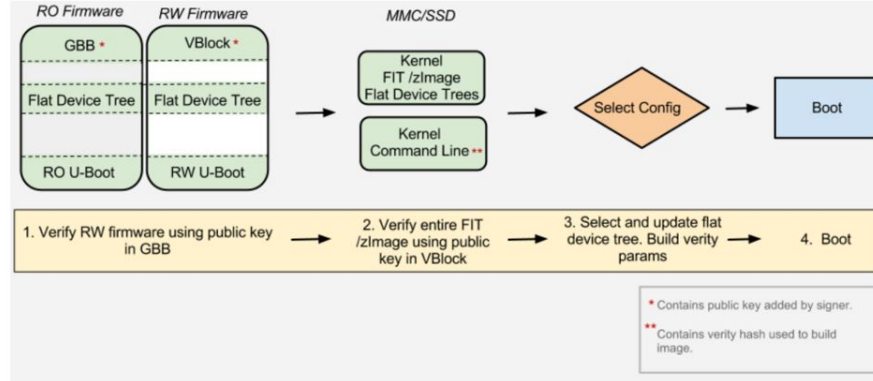 RO Firmware
RW Firmware
MMC/SSD
GBB *
VBlock *
Flat Device Tree
Flat Device Tree
RO U-Boot
RW U-Boot
Kernel
FIT /zImage
Flat Device Trees
Kernel
Command Line **
Select Config
Boot
1. Verify RW firmware using public key
in GBB
2. Verify entire FIT
/zImage using public
key in VBlock
3. Select and update flat
device tree. Build verity
params
4. Boot
* Contains public key added by signer.
** Contains verity hash used to build
image.